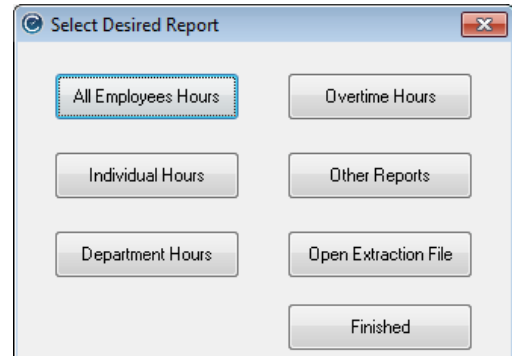 Select Desired Report
All Employees Hours
Overtime Hours
Individual Hours
Other Reports
Department Hours
Open Extraction File
Finished